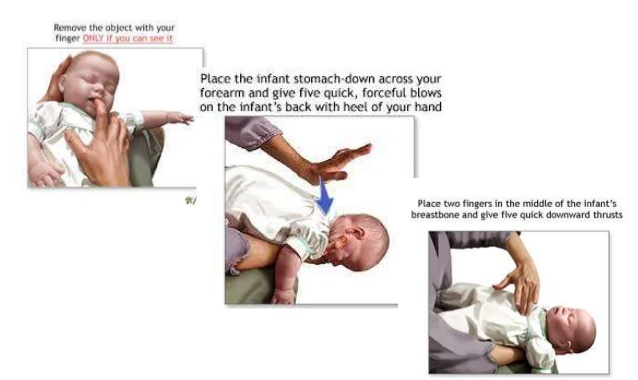 Remove the object with your
finger ONLY if you can see it
Place the infant stomach-down across your
forearm and give five quick, forceful blows
on the infant's back with heel of your hand
Place two fingers in the middle of the infant's
breastbone and give five quick downward thrusts